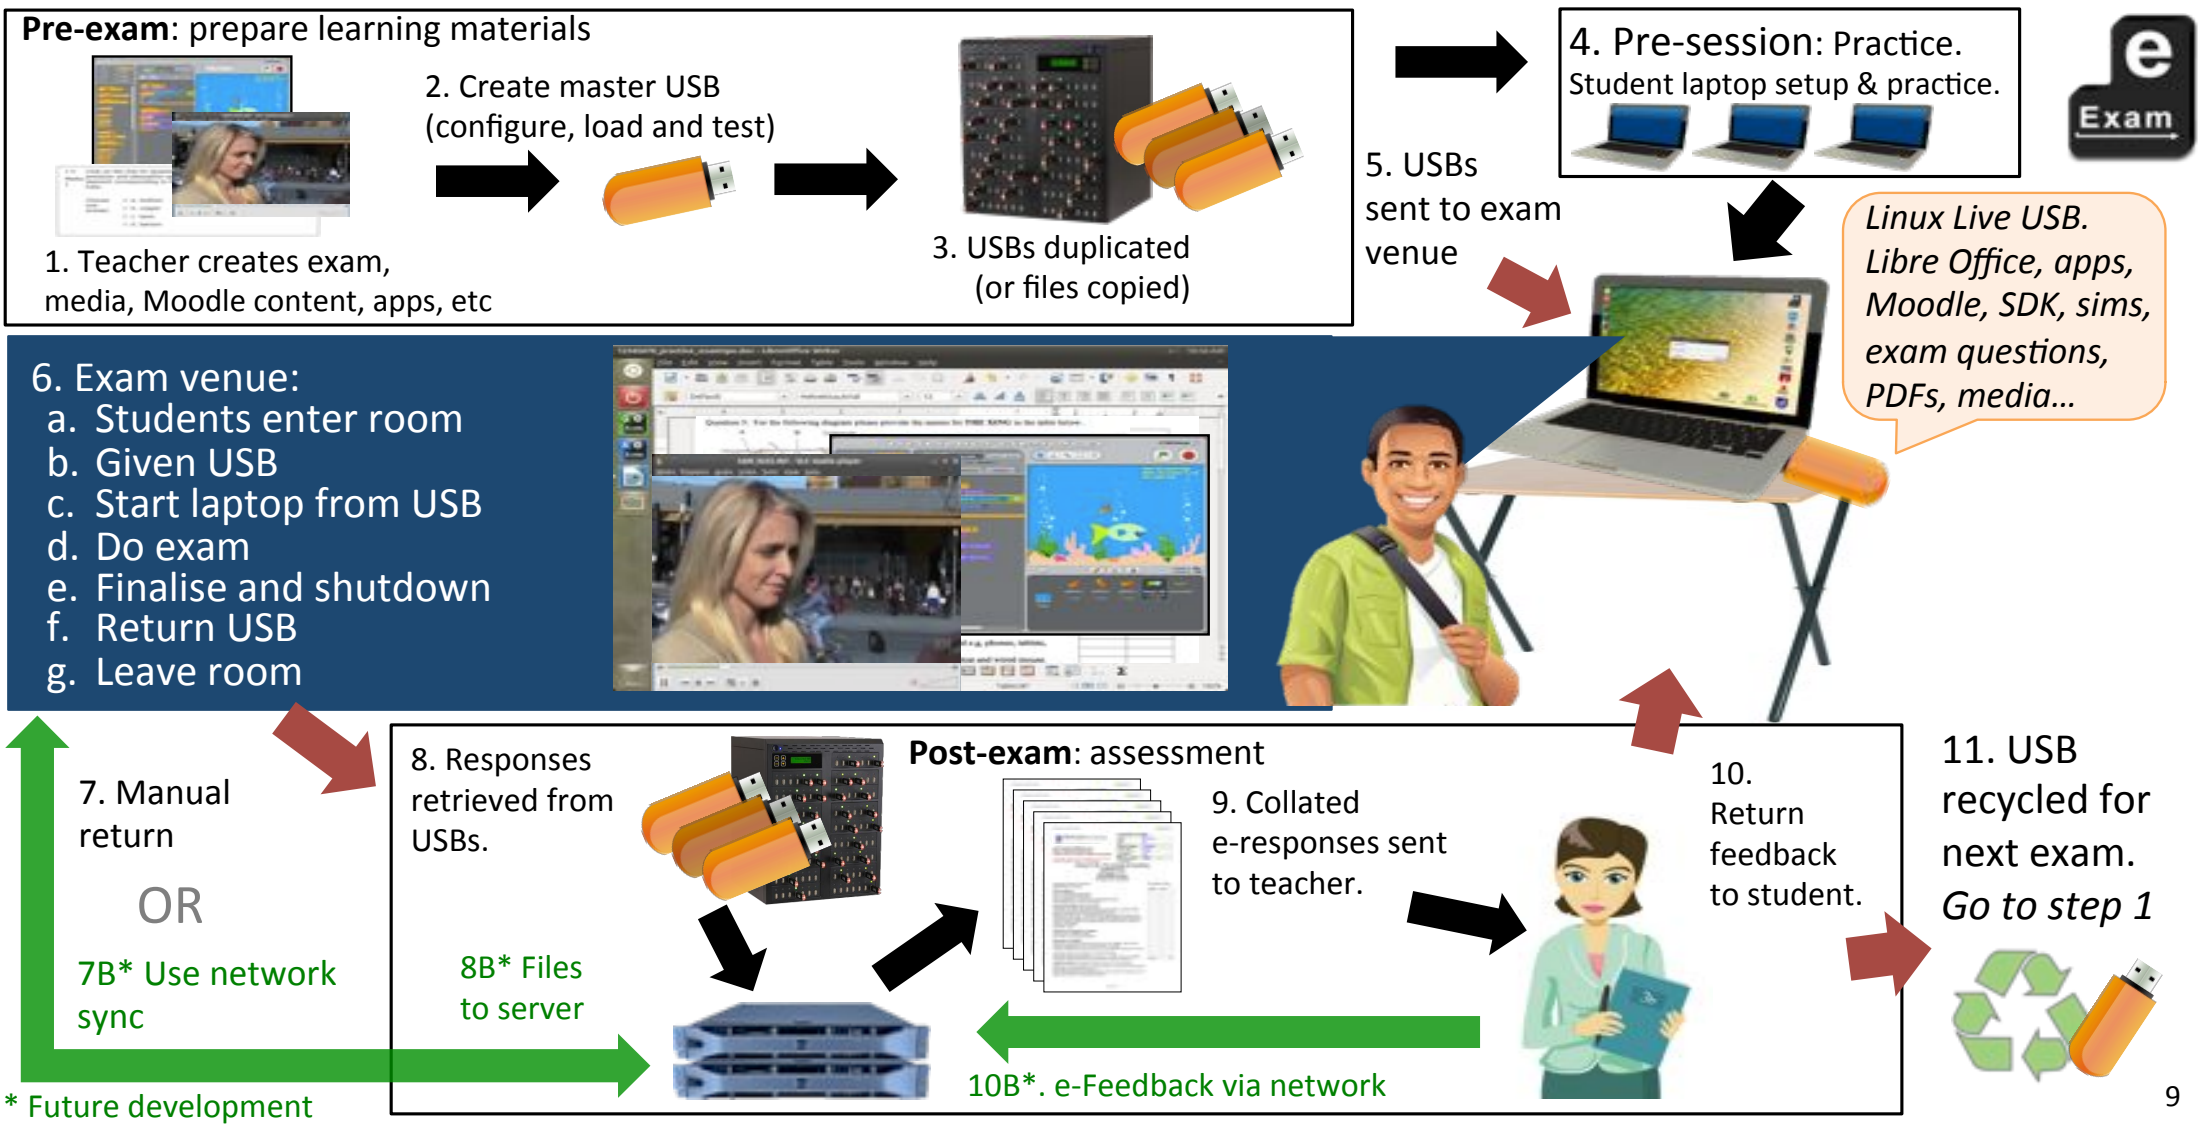 Pre-exam: prepare learning materials
1. Teacher creates exam,
media, Moodle content, apps, etc
2. Create master USB
(configure, load and test)
3. USBs duplicated
(or files copied)
4. Pre-session: Practice.
Student laptop setup & practice.
e
Exam
5. USBs
sent to exam
venue
Linux Live USB.
Libre Office, apps,
Moodle, SDK, sims,
exam questions,
PDFs, media...
6. Exam venue:
a. Students enter room
b. Given USB
c. Start laptop from USB
d. Do exam
e. Finalise and shutdown
f. Return USB
g. Leave room
7. Manual
return
OR
7B* Use network
sync
* Future development
8. Responses
retrieved from
USBs.
8B* Files
to server
Post-exam: assessment
9. Collated
e-responses sent
to teacher.
10.
Return
feedback
to student.
10B*. e-Feedback via network
11. USB
recycled for
next exam.
Go to step 1
9